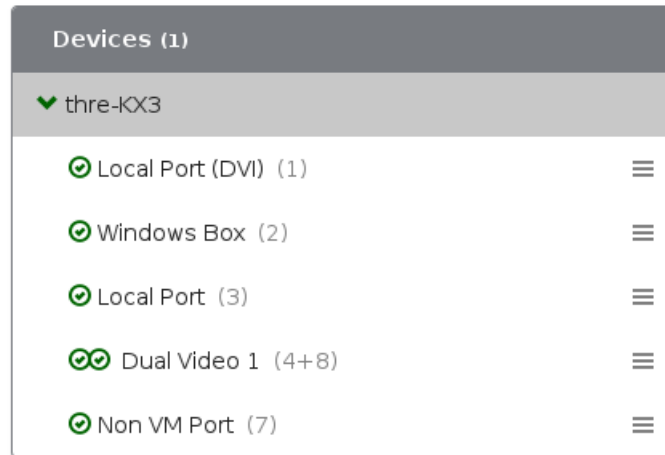 Devices (1)
thre-KX3
Local Port (DVI) (1)
Windows Box (2)
Local Port (3)
Dual Video 1 (4+8)
Non VM Port (7)